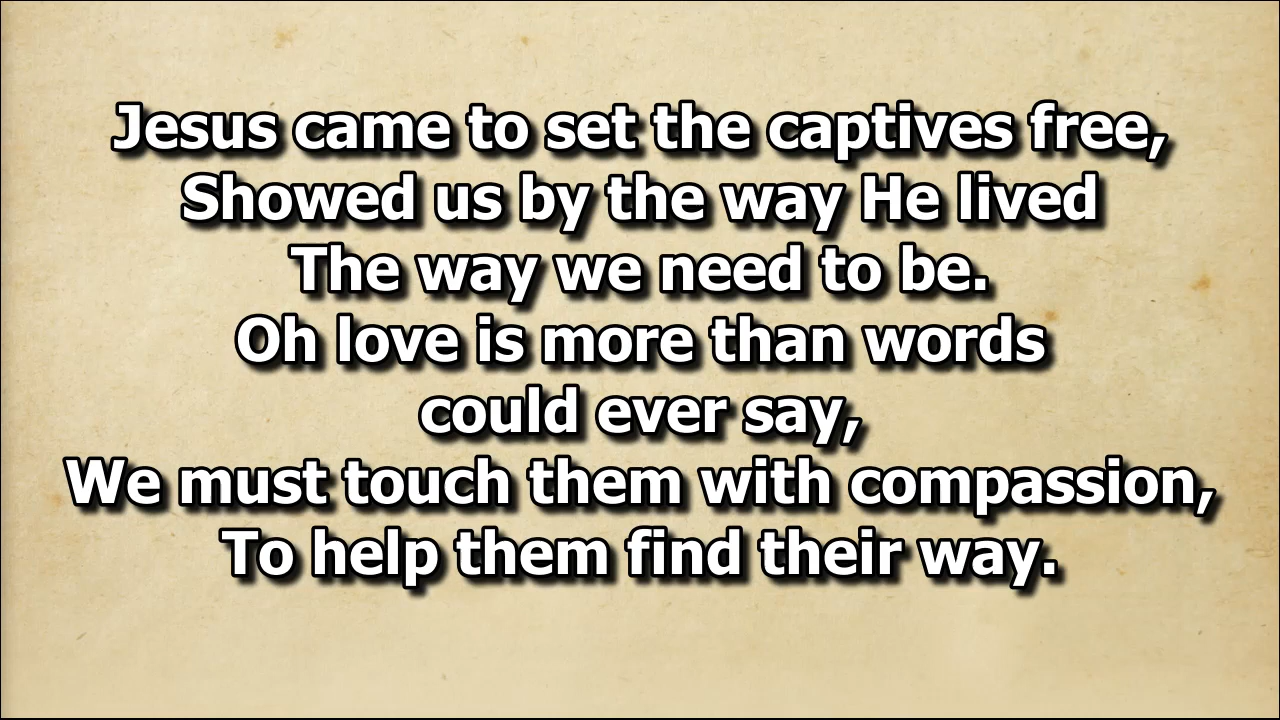 Jesus came to set the captives free,
Showed us by the way He lived
The way we need to be.
Oh love is more than words
could ever say,
We must touch them with compassion,
To help them find their way.